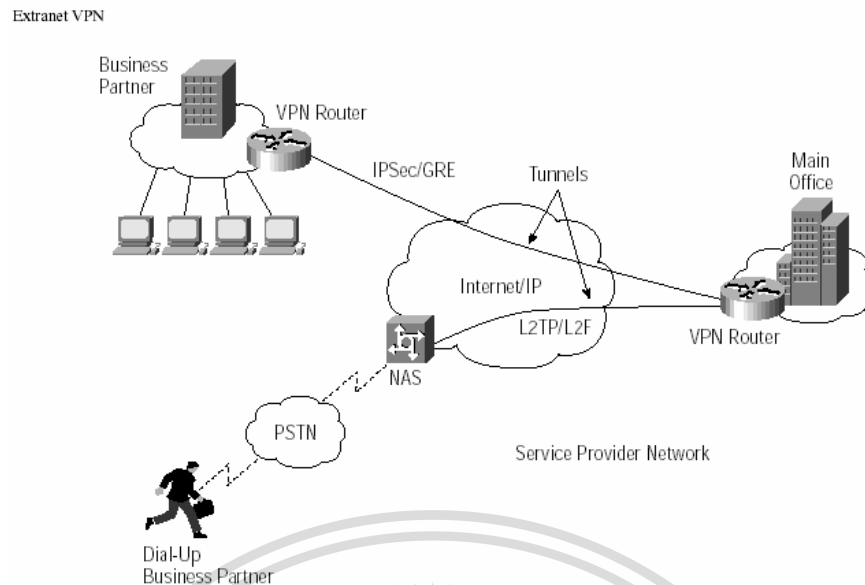 Extranet VPN
Business
Partner
VPN Router
IPSec/GRE
Tunnels
Main
Office
Internet/IP
L2TP/L2F
VPN Router
NAS
PSTN
Service Provider Network
Dial-Up
Business Partner